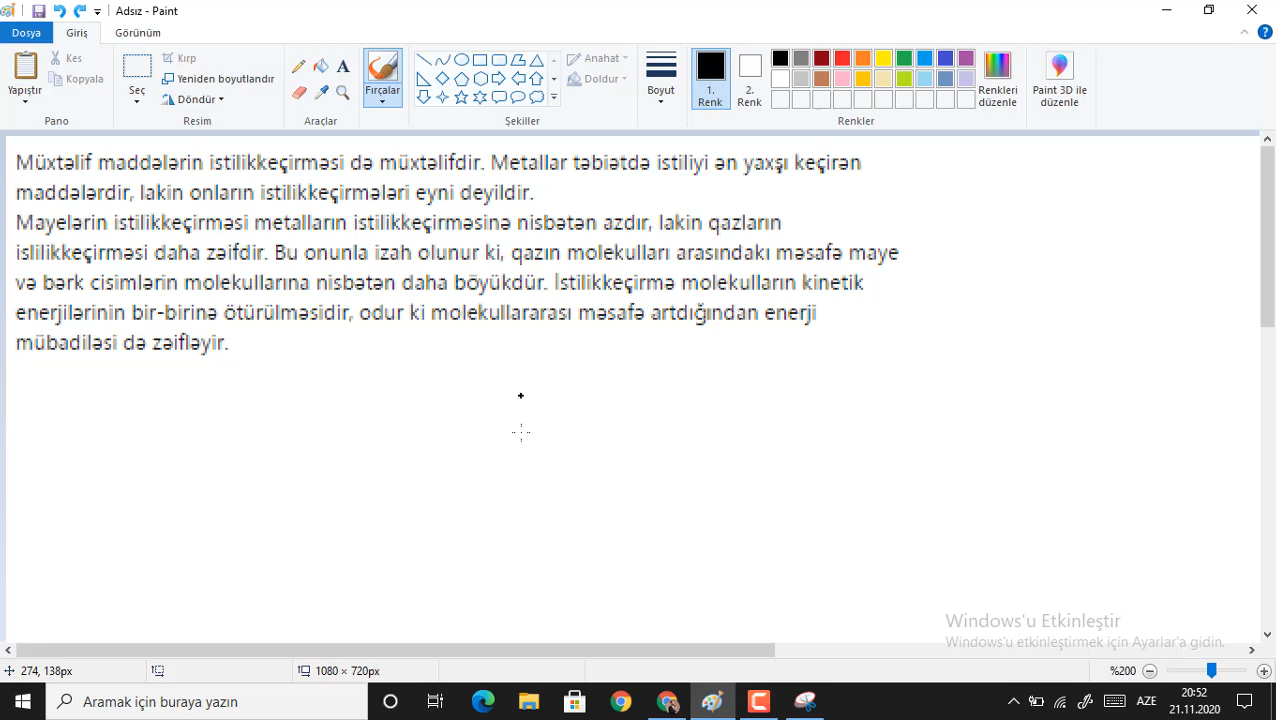 Adsız - Paint
Dosya Giriş Görünüm
Yapıştır Kes Kopyala Seç Kırp Yeniden boyutlandır Döndür Fırçalar Anahat Doldur Boyut 1. Renk 2. Renk Renkleri düzenle Paint 3D ile düzenle
Pano Resim Araçlar Şekiller Renkler
Müxtəlif maddələrin istilikkeçirməsi də müxtəlifdir. Metallar təbiətdə istiliyi ən yaxşı keçirən
maddələrdir, lakin onların istilikkeçirmələri eyni deyildir.
Mayelərin istilikkeçirməsi metalların istilikkeçirməsinə nisbətən azdır, lakin qazların
islilikkeçirməsi daha zəifdir. Bu onunla izah olunur ki, qazın molekulları arasındakı məsafə maye
və bərk cisimlərin molekullarına nisbətən daha böyükdür. İstilikkeçirmə molekulların kinetik
enerjilərinin bir-birinə ötürülməsidir, odur ki molekullararası məsafə artdığından enerji
mübadiləsi də zəifləyir.
Windows'u Etkinleştir
Windows'u etkinleştirmek için Ayarlar'a gidin.
274, 138px 1080 × 720px %200
Aramak için buraya yazın AZE 20:52
21.11.2020